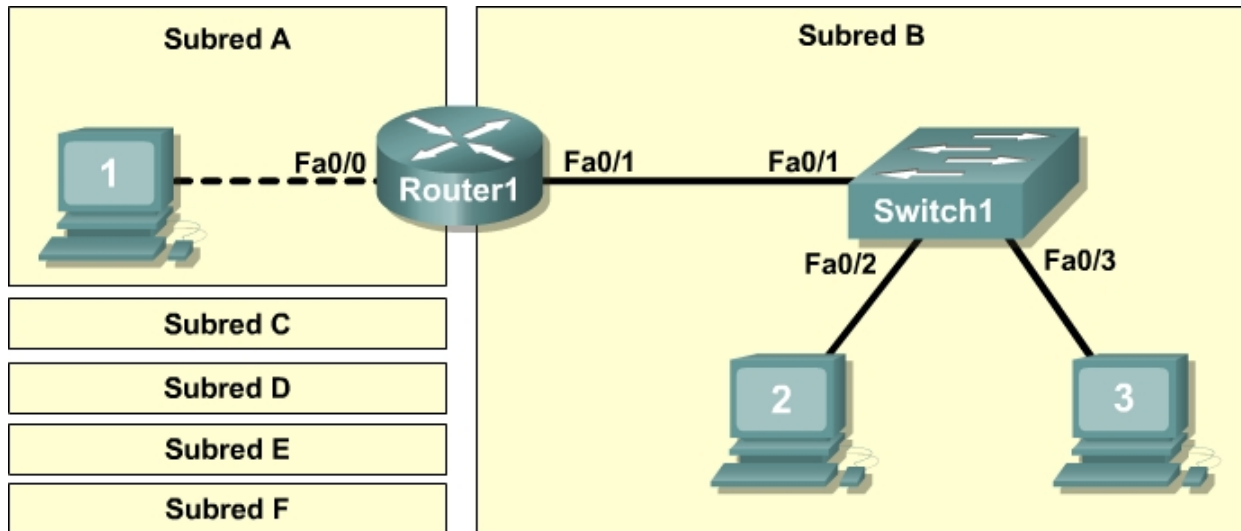 Subred A
1
Fa0/0
Router1
Subred C
Subred D
Subred E
Subred F
Subred B
Fa0/1
Fa0/1
Switch1
Fa0/2
Fa0/3
2
3